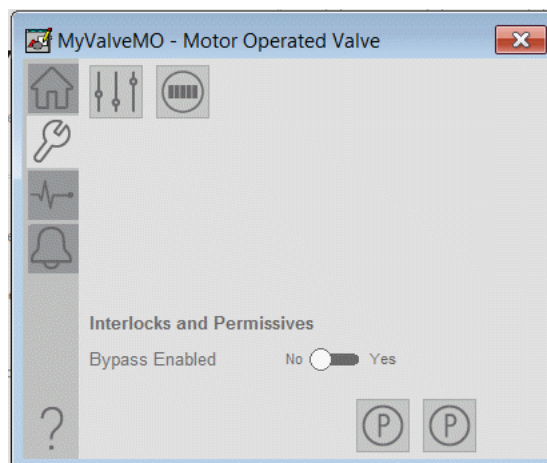 MyValveMO - Motor Operated Valve
Interlocks and Permissives
Bypass Enabled No Yes
? P P